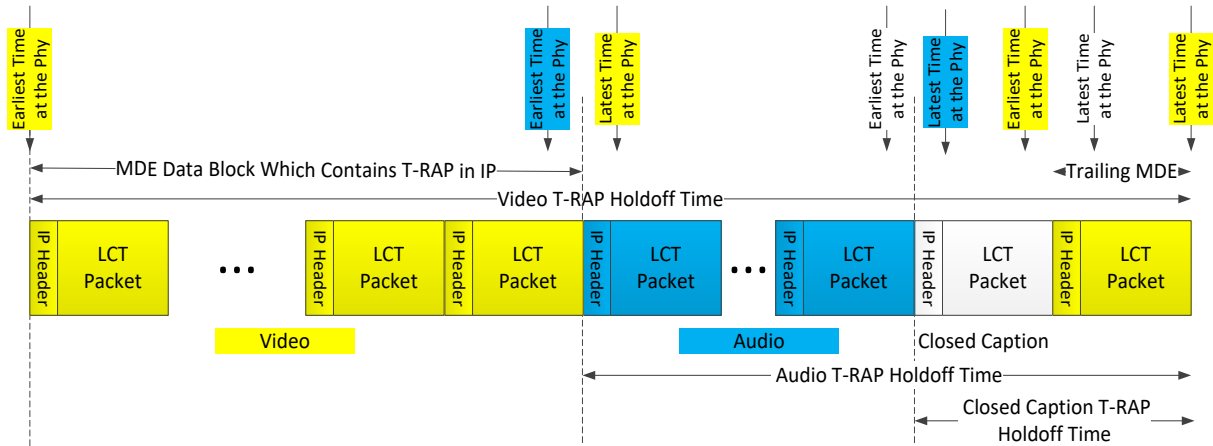 Earliest Time
at the Phy
Earliest Time
at the Phy
Latest Time
at the Phy
Earliest Time
at the Phy
Latest Time
at the Phy
Earliest Time
at the Phy
Latest Time
at the Phy
Latest Time
at the Phy
MDE Data Block Which Contains T-RAP in IP
Trailing MDE
Video T-RAP Holdoff Time
IP Header
LCT
Packet
...
IP Header
LCT
Packet
IP Header
LCT
Packet
IP Header
LCT
Packet
...
IP Header
LCT
Packet
IP Header
LCT
Packet
IP Header
LCT
Packet
Video
Audio
Closed Caption
Audio T-RAP Holdoff Time
Closed Caption T-RAP
Holdoff Time